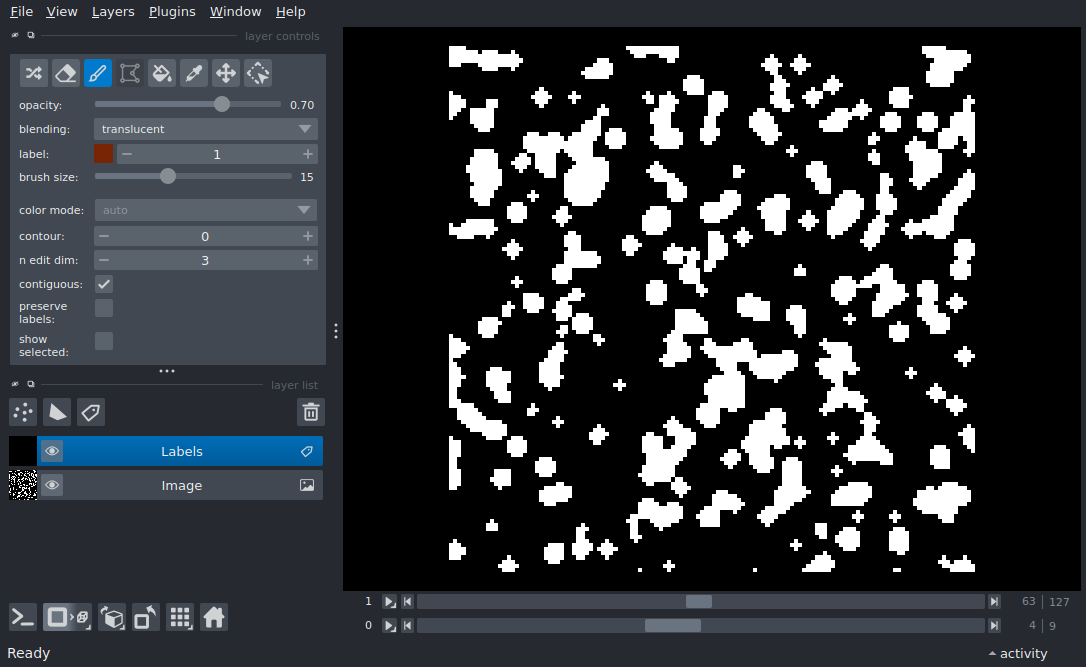 File View Layers Plugins Window Help
layer controls
opacity: 0.70
blending: translucent
label: 1
brush size: 15
color mode: auto
contour: 0
n edit dim: 3
contiguous:
preserve
labels:
show
selected:
layer list
Labels
Image
1 63 127
0 4 9
Ready activity